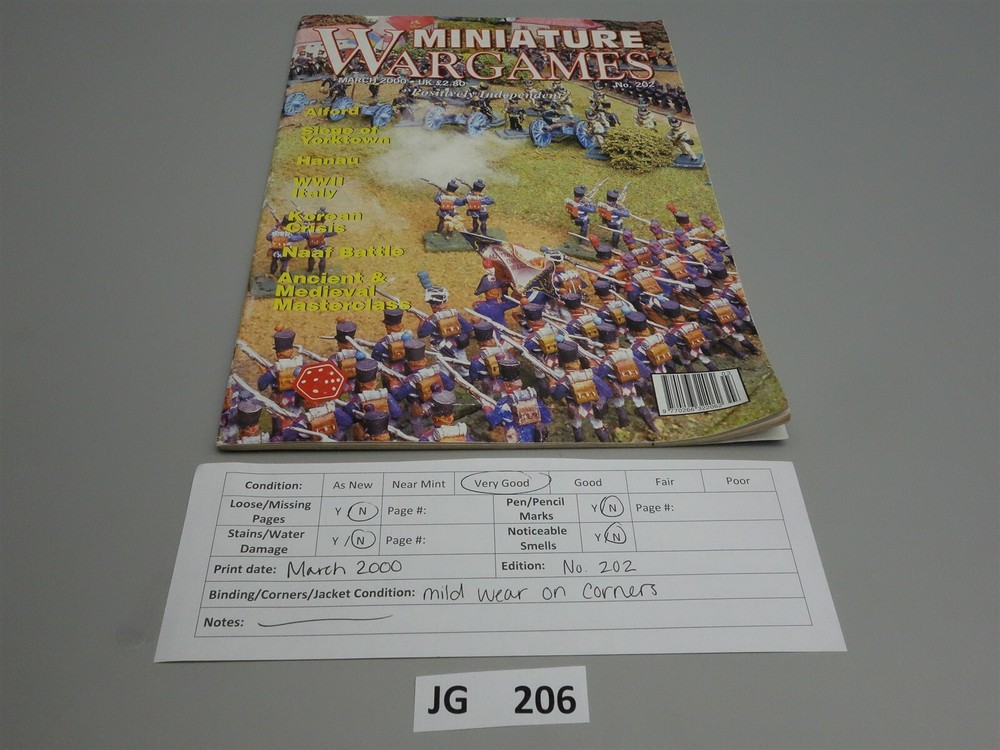 MINIATURE
WARGAMES
MARCH 2000 • UK £2.80
No. 202
"Positively Independent"
Alford
Siege of
Yorktown
Hanau
WWII
Italy
Korean
Crisis
Naaf Battle
Ancient &
Medieval
Masterclass
Condition: As New Near Mint Very Good Good Fair Poor
Loose/Missing Pages Y / N Page #: Pen/Pencil Marks Y / N Page #:
Stains/Water Damage Y / N Page #: Noticeable Smells Y / N
Print date: March 2000 Edition: No. 202
Binding/Corners/Jacket Condition: mild wear on corners
Notes:
JG 206